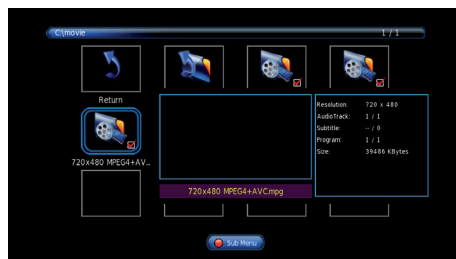 C:\movie 1 / 1
Return
Resolution: 720 x 480
AudioTrack: 1 / 1
Subtitle: -- / 0
Program: 1 / 1
Size: 39486 KBytes
720x480 MPEG4+AV..
720x480 MPEG4+AVC.mpg
Sub Menu